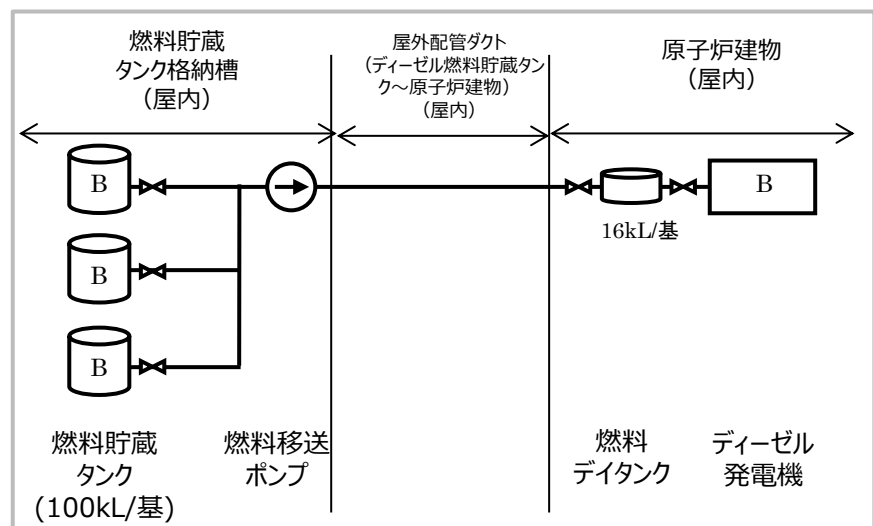 燃料貯蔵
タンク格納槽
（屋内）
屋外配管ダクト
（ディーゼル燃料貯蔵タン
ク～原子炉建物）
（屋内）
原子炉建物
（屋内）
B
B
16kL/基
B
B
燃料貯蔵
タンク
(100kL/基)
燃料移送
ポンプ
燃料
デイタンク
ディーゼル
発電機